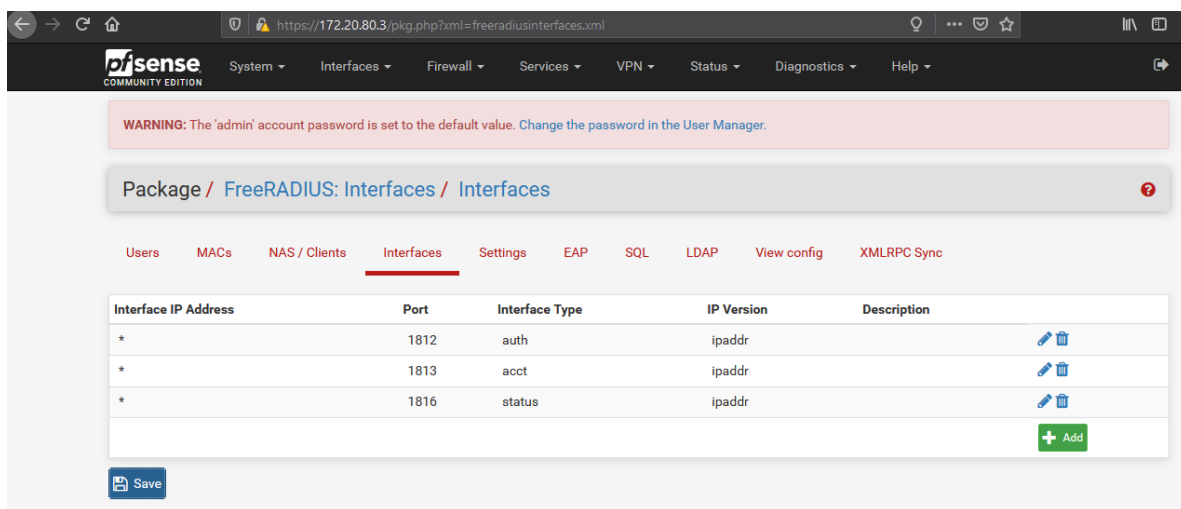 https://172.20.80.3/pkg.php?xml=freeradiusinterfaces.xml
pfsense System Interfaces Firewall Services VPN Status Diagnostics Help
COMMUNITY EDITION
WARNING: The 'admin' account password is set to the default value. Change the password in the User Manager.
Package / FreeRADIUS: Interfaces / Interfaces
Users MACs NAS / Clients Interfaces Settings EAP SQL LDAP View config XMLRPC Sync
Interface IP Address Port Interface Type IP Version Description
* 1812 auth ipaddr
* 1813 acct ipaddr
* 1816 status ipaddr
Add
Save